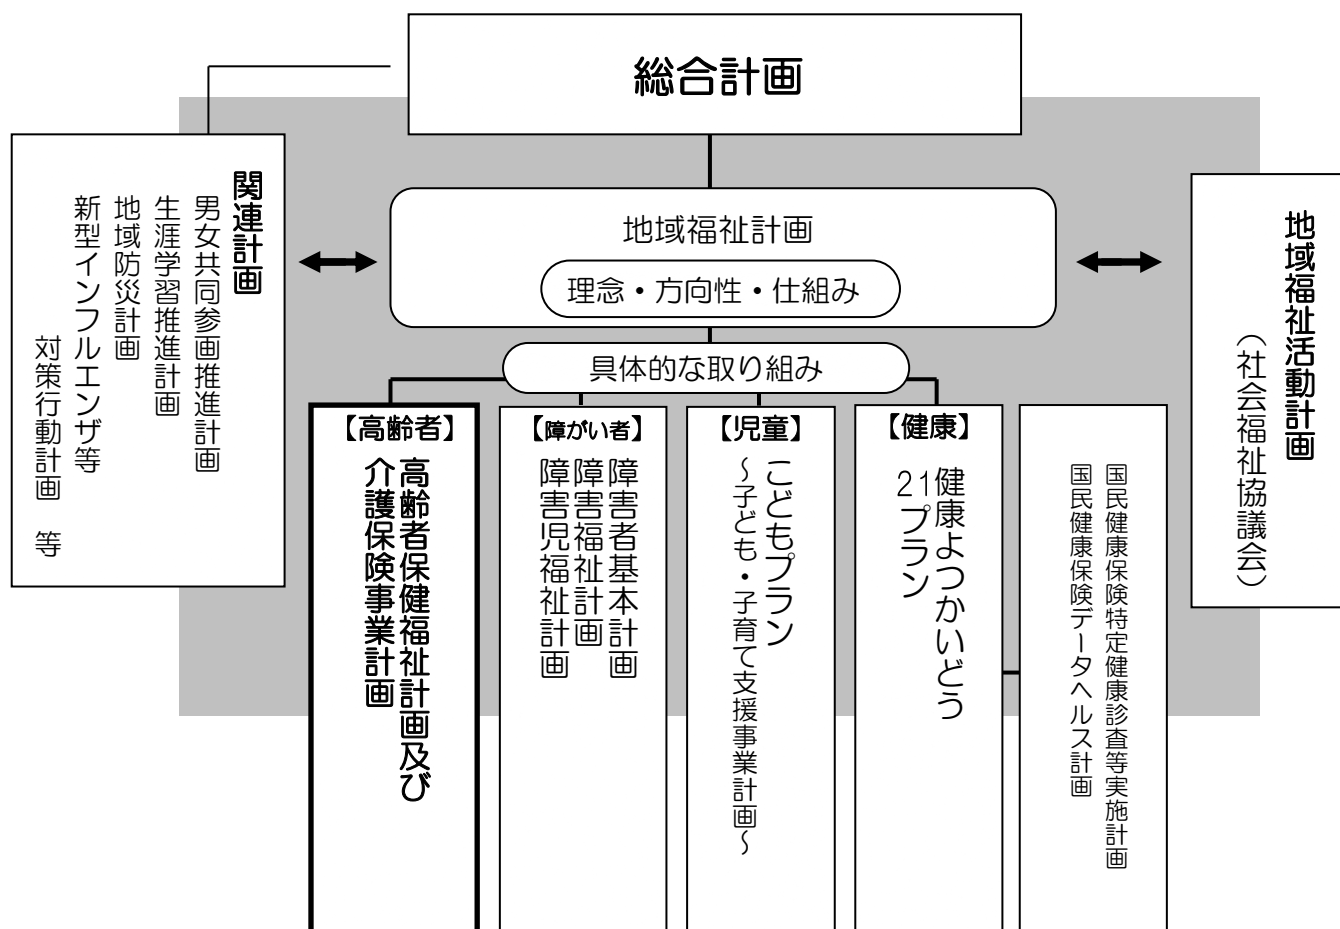 総合計画
関連計画
男女共同参画推進計画
生涯学習推進計画
地域防災計画
新型インフルエンザ等
対策行動計画 等
地域福祉計画
理念・方向性・仕組み
地域福祉活動計画
（社会福祉協議会）
具体的な取り組み
【高齢者】
高齢者保健福祉計画及び
介護保険事業計画
【障がい者】
障害者基本計画
障害福祉計画
障害児福祉計画
【児童】
こどもプラン
～子ども・子育て支援事業計画～
【健康】
健康よつかいどう
21プラン
国民健康保険特定健康診査等実施計画
国民健康保険データヘルス計画